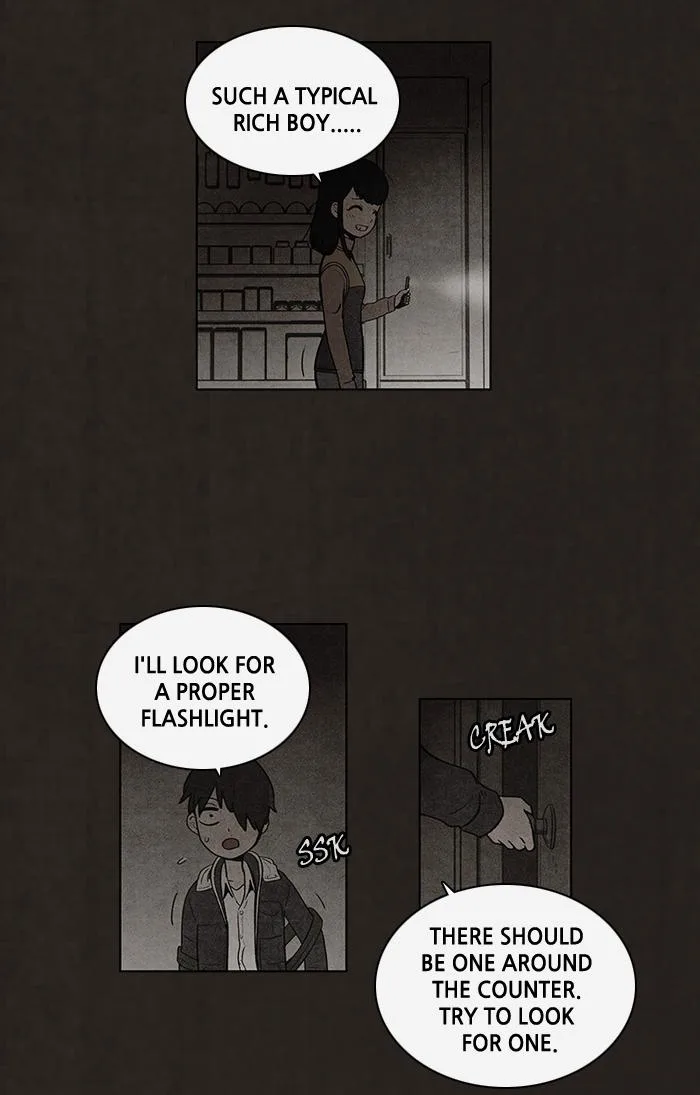 SUCH A TYPICAL
RICH BOY.....
I'LL LOOK FOR
A PROPER
FLASHLIGHT.
SSK
CREAK
THERE SHOULD
BE ONE AROUND
THE COUNTER.
TRY TO LOOK
FOR ONE.